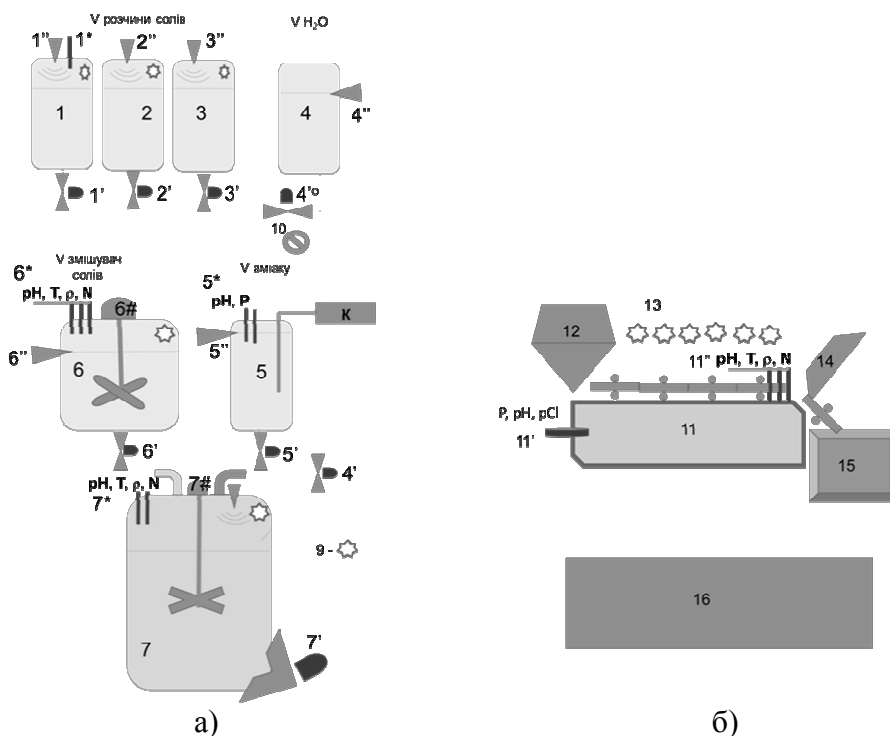 V розчини солів
V H₂O
1" 1* 2" 3"
1 2 3 4 4"
1' 2' 3' 4'º
10
V змішувач солів
V аміаку
6* 5*
pH, T, ρ, N
pH, P
6# K
6" 6 5" 5
6' 5' 4'
pH, T, ρ, N 7#
7*
9 -
7 7'
а)
13
12
11" pH, T, ρ, N 14
P, pH, pCl
11' 11
15
16
б)